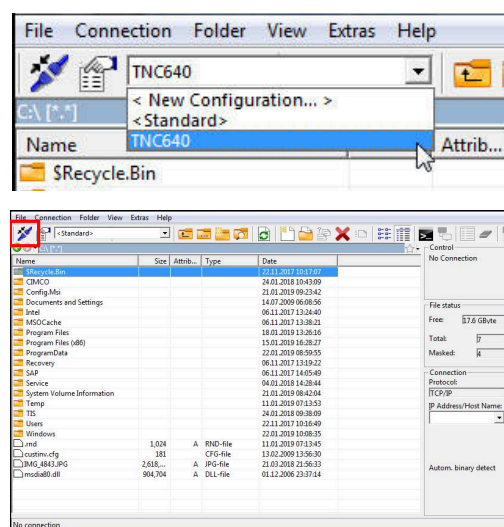 File Connection Folder View Extras Help
TNC640
C:\ [*.*]
< New Configuration... >
<Standard>
Name TNC640 Attrib...
$Recycle.Bin
File Connection Folder View Extras Help
<Standard>
Control
Name Size Attrib... Type Date No Connection
$Recycle.Bin 22.11.2017 10:17:07
CIMCO 24.01.2018 10:43:09
Config.Msi 21.01.2019 09:23:42
Documents and Settings 14.07.2009 06:08:56 File status
Intel 06.11.2017 13:24:40
MSOCache 06.11.2017 13:38:21 Free: 17.6 GByte
Program Files 18.01.2019 13:26:16
Program Files (x86) 15.01.2019 16:28:27 Total: 7
ProgramData 22.01.2019 08:59:55 Masked: 4
Recovery 06.11.2017 13:19:22
SAP 06.11.2017 14:05:49 Connection
Service 04.01.2018 14:28:44 Protocol:
System Volume Information 21.01.2019 08:42:04 TCP/IP
Temp 11.01.2019 07:13:53 IP Address/Host Name:
TIS 24.01.2018 09:38:09
Users 22.11.2017 10:16:49
Windows 22.01.2019 10:08:35
.rnd 1,024 A RND-file 11.01.2019 07:13:45
custinv.cfg 181 CFG-file 13.02.2009 13:56:30
IMG_4843.JPG 2,618,... A JPG-file 21.03.2018 21:56:33 Autom. binary detect
msdia80.dll 904,704 A DLL-file 01.12.2006 23:37:14
No connection